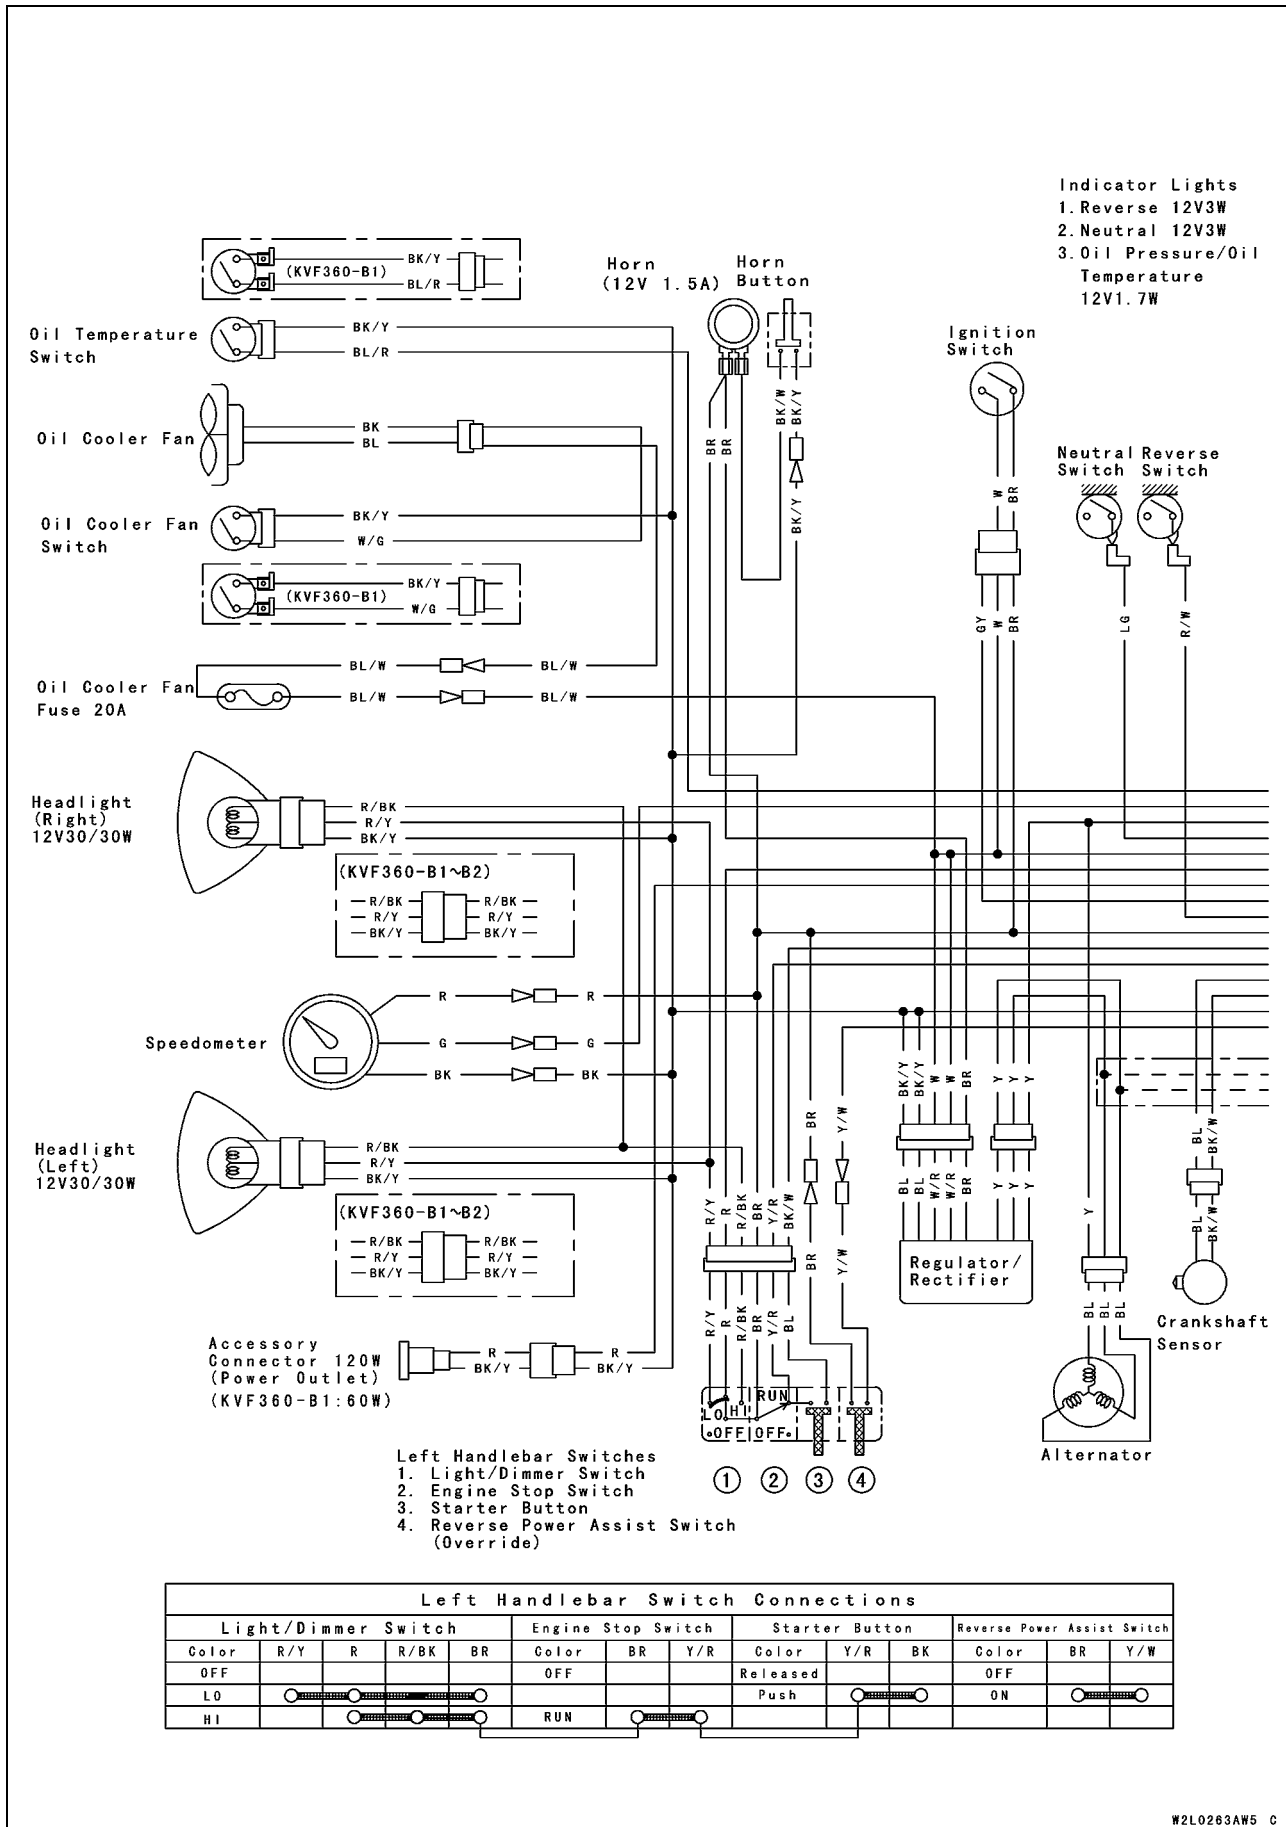 Indicator Lights
1.Reverse 12V3W
2.Neutral 12V3W
3.Oil Pressure/Oil
Temperature
12V1.7W
Horn
(12V 1.5A)
Horn
Button
Ignition
Switch
Neutral
Switch
Reverse
Switch
(KVF360-B1)
BK/Y
BL/R
Oil Temperature
Switch
BK/Y
BL/R
Oil Cooler Fan
BK
BL
Oil Cooler Fan
Switch
BK/Y
W/G
(KVF360-B1)
BK/Y
W/G
BR
BR
BK/W
BK/Y
BK/Y
W
BR
GY
W
BR
LG
R/W
Oil Cooler Fan
Fuse 20A
BL/W
BL/W
BL/W
BL/W
Headlight
(Right)
12V30/30W
R/BK
R/Y
BK/Y
(KVF360-B1~B2)
R/BK R/BK
R/Y R/Y
BK/Y BK/Y
Speedometer
R R
G G
BK BK
Headlight
(Left)
12V30/30W
R/BK
R/Y
BK/Y
(KVF360-B1~B2)
R/BK R/BK
R/Y R/Y
BK/Y BK/Y
Accessory
Connector 120W
(Power Outlet)
(KVF360-B1:60W)
R R
BK/Y BK/Y
R/Y
R
R/BK
BR
Y/R
BK/W
BR
Y/W
R/Y
R
R/BK
BR
Y/R
BL
BR
Y/W
BK/Y
BK/Y
W
W
BR
Y
Y
Y
BL
BL
W/R
W/R
BR
Y
Y
Y
Regulator/
Rectifier
Y
BL
BL
BL
Alternator
BL
BK/W
BL
BK/W
Crankshaft
Sensor
LO HI
OFF
RUN
OFF
1 2 3 4
Left Handlebar Switches
1. Light/Dimmer Switch
2. Engine Stop Switch
3. Starter Button
4. Reverse Power Assist Switch
(Override)
Left Handlebar Switch Connections
Light/Dimmer Switch Engine Stop Switch Starter Button Reverse Power Assist Switch
Color R/Y R R/BK BR Color BR Y/R Color Y/R BK Color BR Y/W
OFF OFF Released OFF
LO Push ON
HI RUN
W2L0263AW5 C